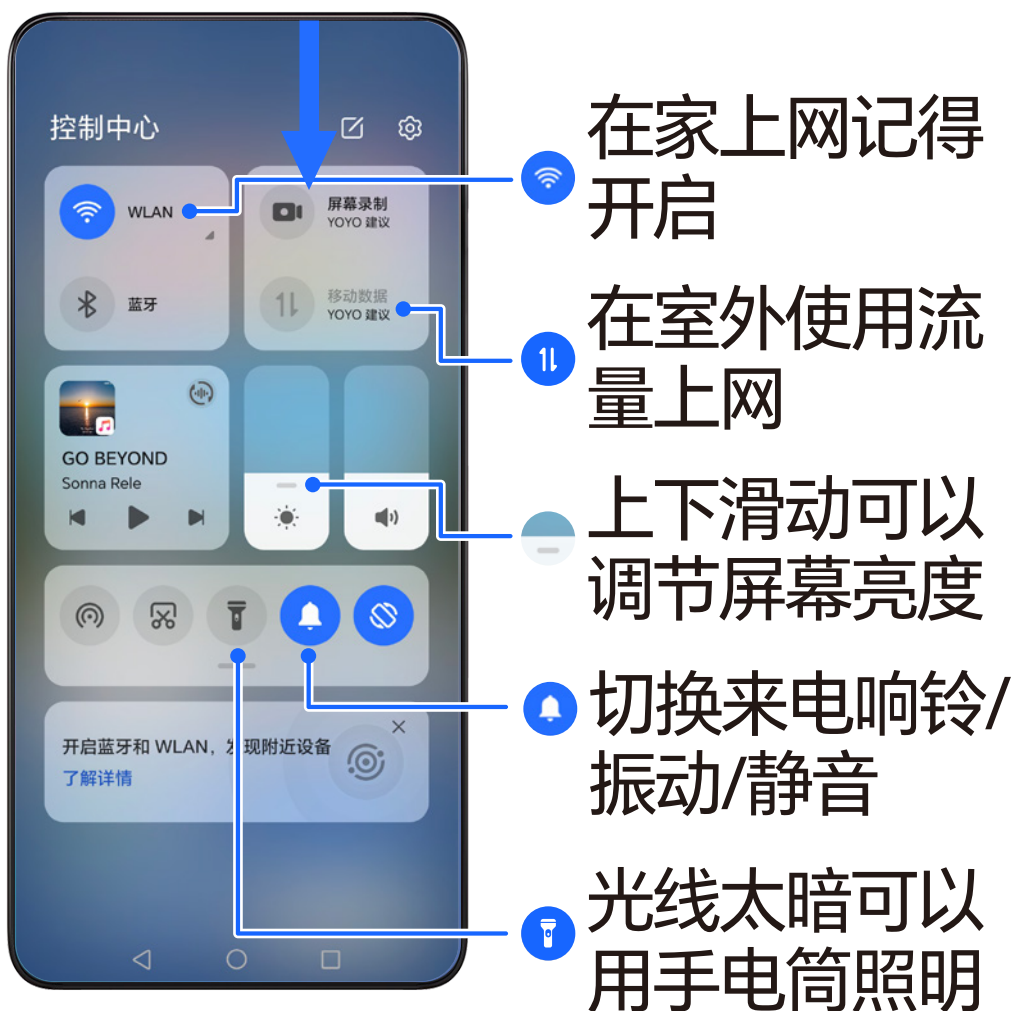 控制中心
WLAN
蓝牙
屏幕录制
YOYO 建议
移动数据
YOYO 建议
GO BEYOND
Sonna Rele
开启蓝牙和 WLAN，发现附近设备
了解详情
在家上网记得
开启
在室外使用流
量上网
上下滑动可以
调节屏幕亮度
切换来电响铃/
振动/静音
光线太暗可以
用手电筒照明